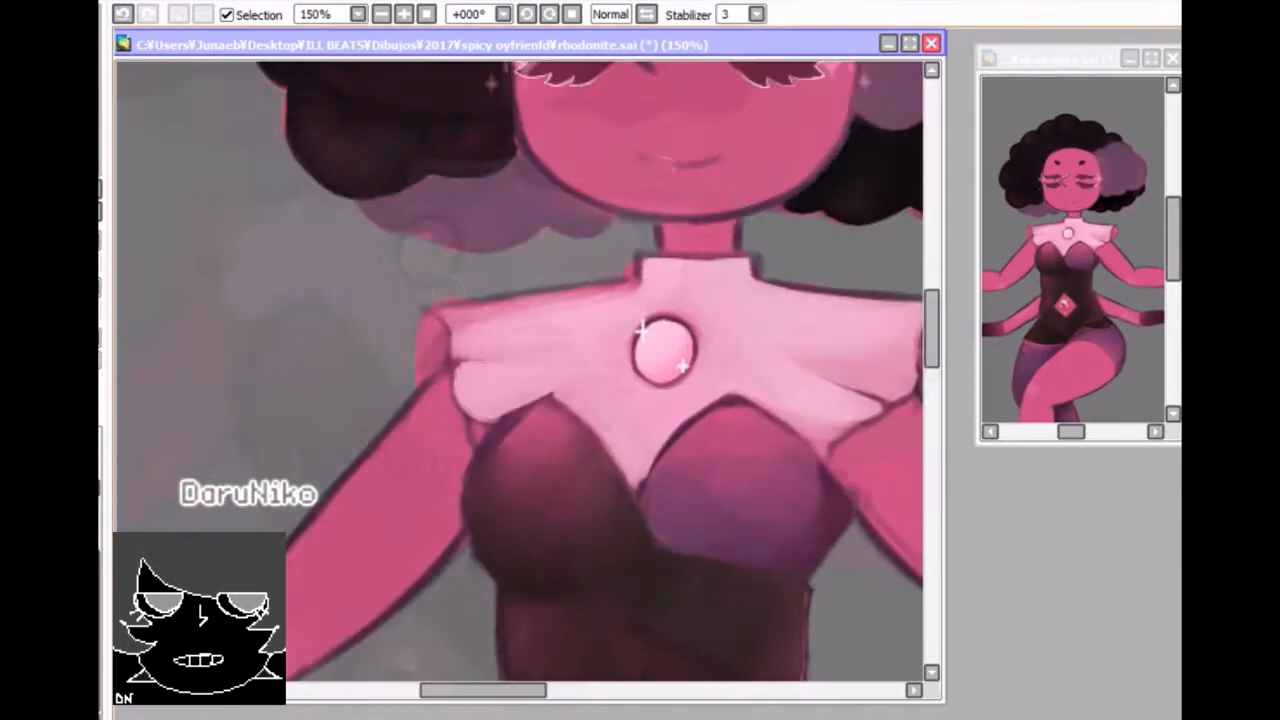 Selection 150% +000° Normal Stabilizer 3
C:¥Users¥Junaeb¥Desktop¥ILL BEATS¥Dibujos¥2017¥spicy oyfrienfd¥rhodonite.sai (*) (150%)
DaruNiko
DN